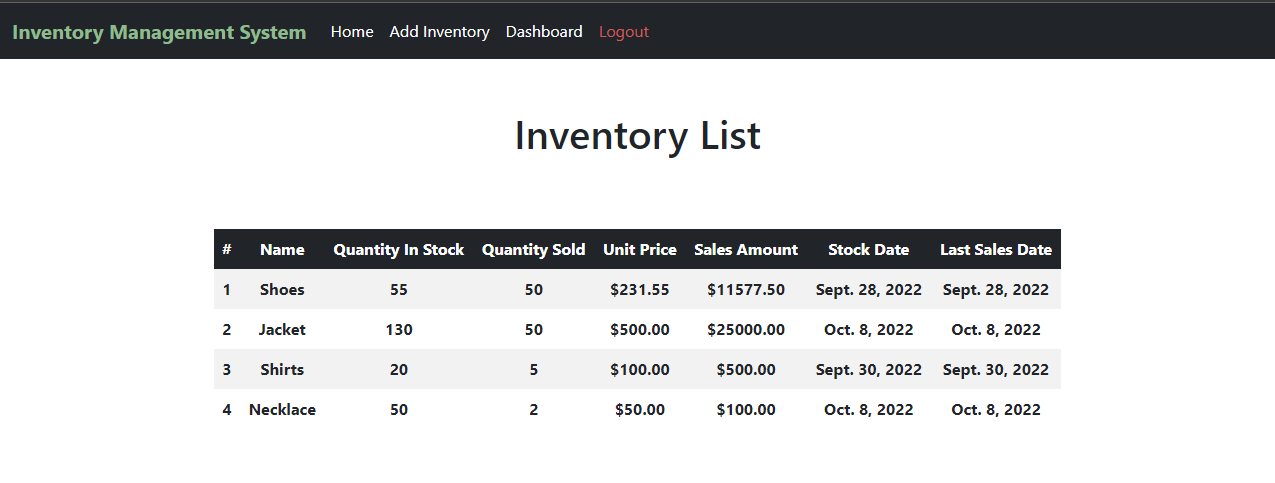 Inventory Management System Home Add Inventory Dashboard Logout
Inventory List
# Name Quantity In Stock Quantity Sold Unit Price Sales Amount Stock Date Last Sales Date
1 Shoes 55 50 $231.55 $11577.50 Sept. 28, 2022 Sept. 28, 2022
2 Jacket 130 50 $500.00 $25000.00 Oct. 8, 2022 Oct. 8, 2022
3 Shirts 20 5 $100.00 $500.00 Sept. 30, 2022 Sept. 30, 2022
4 Necklace 50 2 $50.00 $100.00 Oct. 8, 2022 Oct. 8, 2022